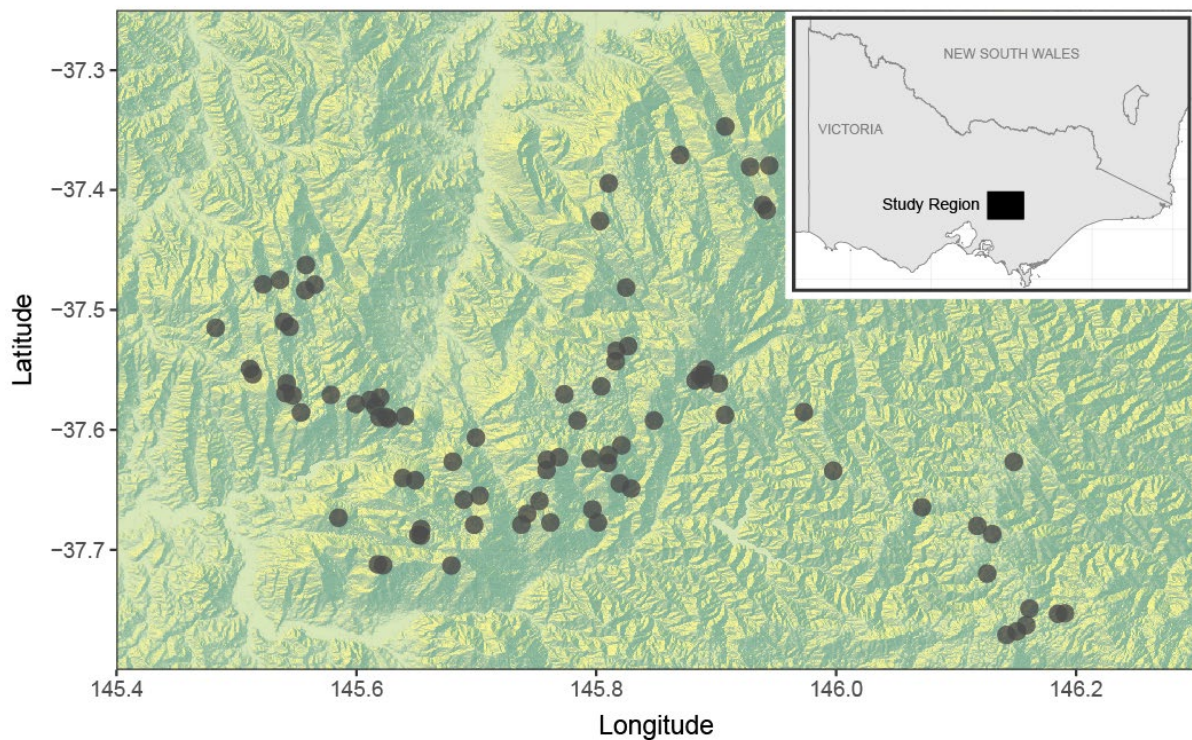 NEW SOUTH WALES
VICTORIA
Study Region
−37.3
−37.4
−37.5
−37.6
−37.7
Latitude
145.4
145.6
145.8
146.0
146.2
Longitude